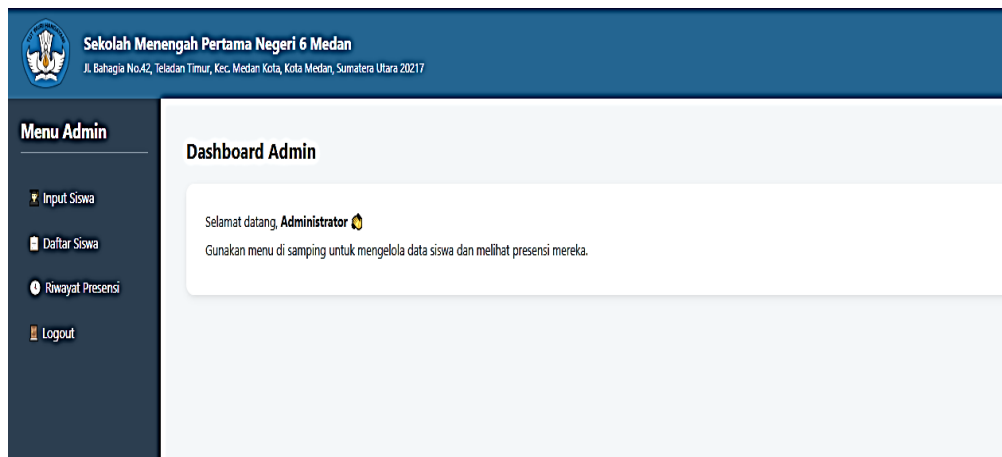 Sekolah Menengah Pertama Negeri 6 Medan
Jl. Bahagia No.42, Teladan Timur, Kec. Medan Kota, Kota Medan, Sumatera Utara 20217
Menu Admin
Input Siswa
Daftar Siswa
Riwayat Presensi
Logout
Dashboard Admin
Selamat datang, Administrator 👏
Gunakan menu di samping untuk mengelola data siswa dan melihat presensi mereka.